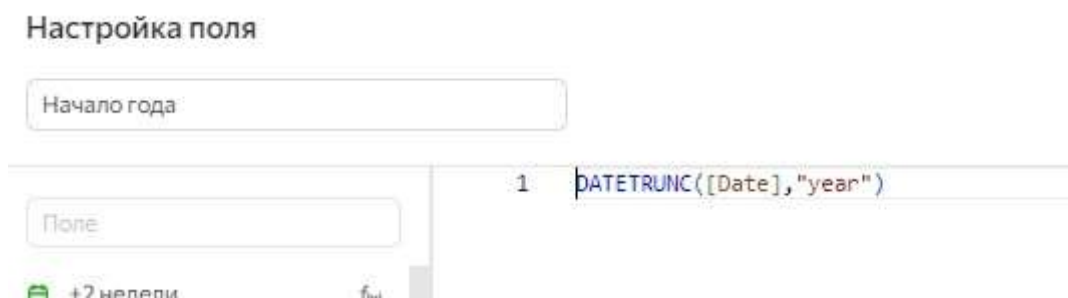 Настройка поля
Начало года
1 DATETRUNC([Date],"year")
Поле
+2 недели